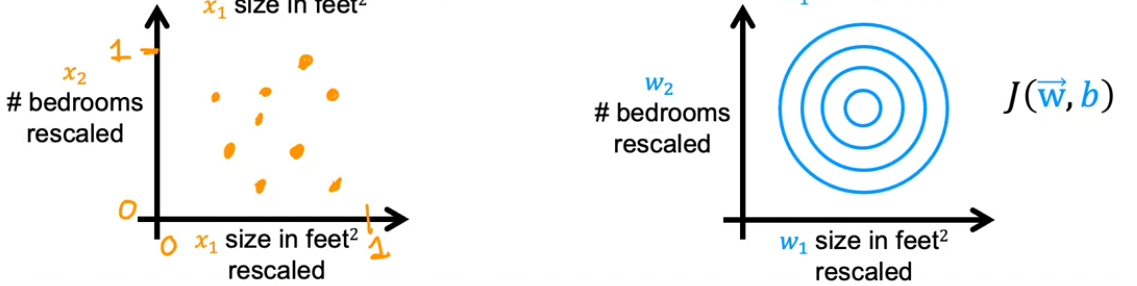 x₁ size in feet²
1
x₂
# bedrooms
rescaled
0
0 x₁ size in feet² 1
rescaled
w₂
# bedrooms
rescaled
J(w⃗, b)
w₁ size in feet²
rescaled